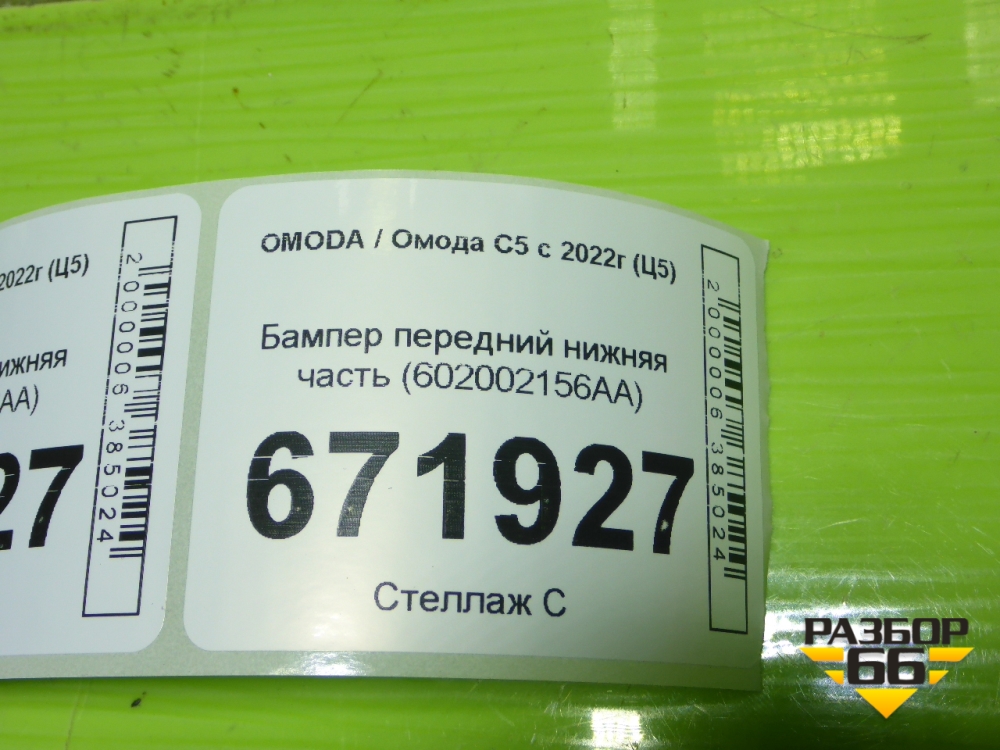 2022г (Ц5)
ижняя
АА)
27
2000006385024
OMODA / Омода С5 с 2022г (Ц5)
Бампер передний нижняя
часть (602002156АА)
671927
Стеллаж С
2000006385024
РАЗБОР
66